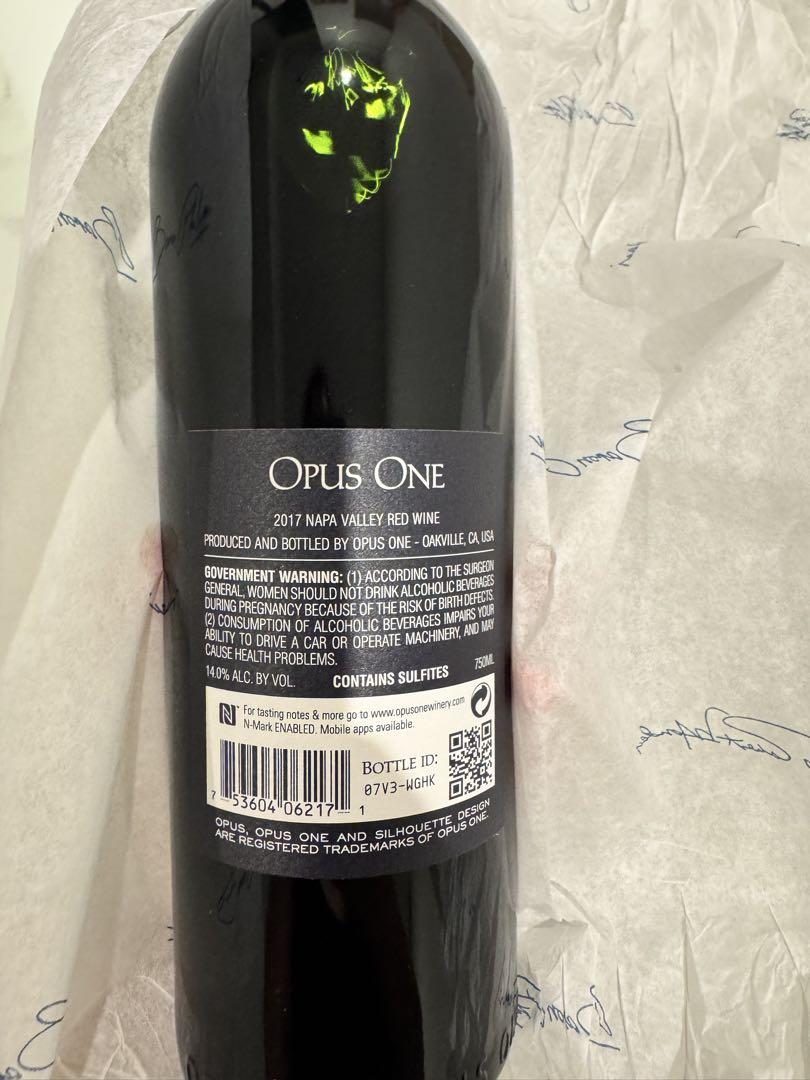 OPUS ONE
2017 NAPA VALLEY RED WINE
PRODUCED AND BOTTLED BY OPUS ONE - OAKVILLE, CA, USA
GOVERNMENT WARNING: (1) ACCORDING TO THE SURGEON
GENERAL, WOMEN SHOULD NOT DRINK ALCOHOLIC BEVERAGES
DURING PREGNANCY BECAUSE OF THE RISK OF BIRTH DEFECTS.
(2) CONSUMPTION OF ALCOHOLIC BEVERAGES IMPAIRS YOUR
ABILITY TO DRIVE A CAR OR OPERATE MACHINERY, AND MAY
CAUSE HEALTH PROBLEMS.
14.0% ALC. BY VOL. CONTAINS SULFITES 750ML
N™ For tasting notes & more go to www.opusonewinery.com
N-Mark ENABLED. Mobile apps available.
BOTTLE ID:
07V3-WGHK
7 53604 06217 1
OPUS, OPUS ONE AND SILHOUETTE DESIGN
ARE REGISTERED TRADEMARKS OF OPUS ONE.